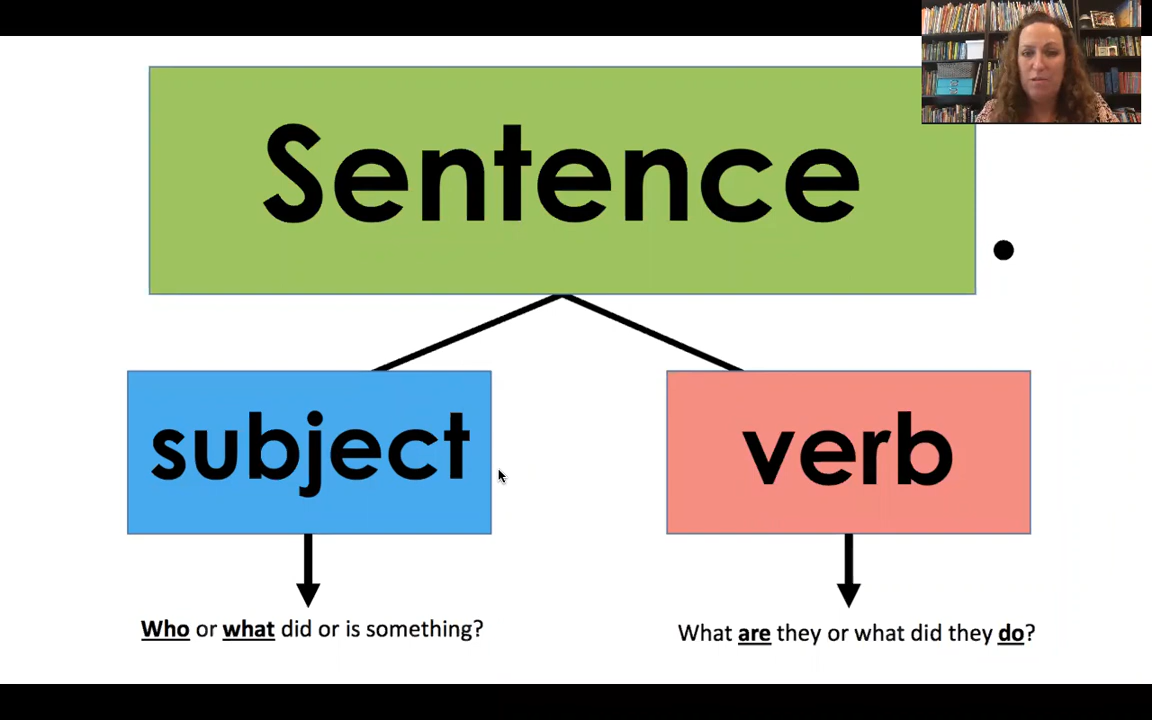 Sentence
.
subject
verb
Who or what did or is something?
What are they or what did they do?